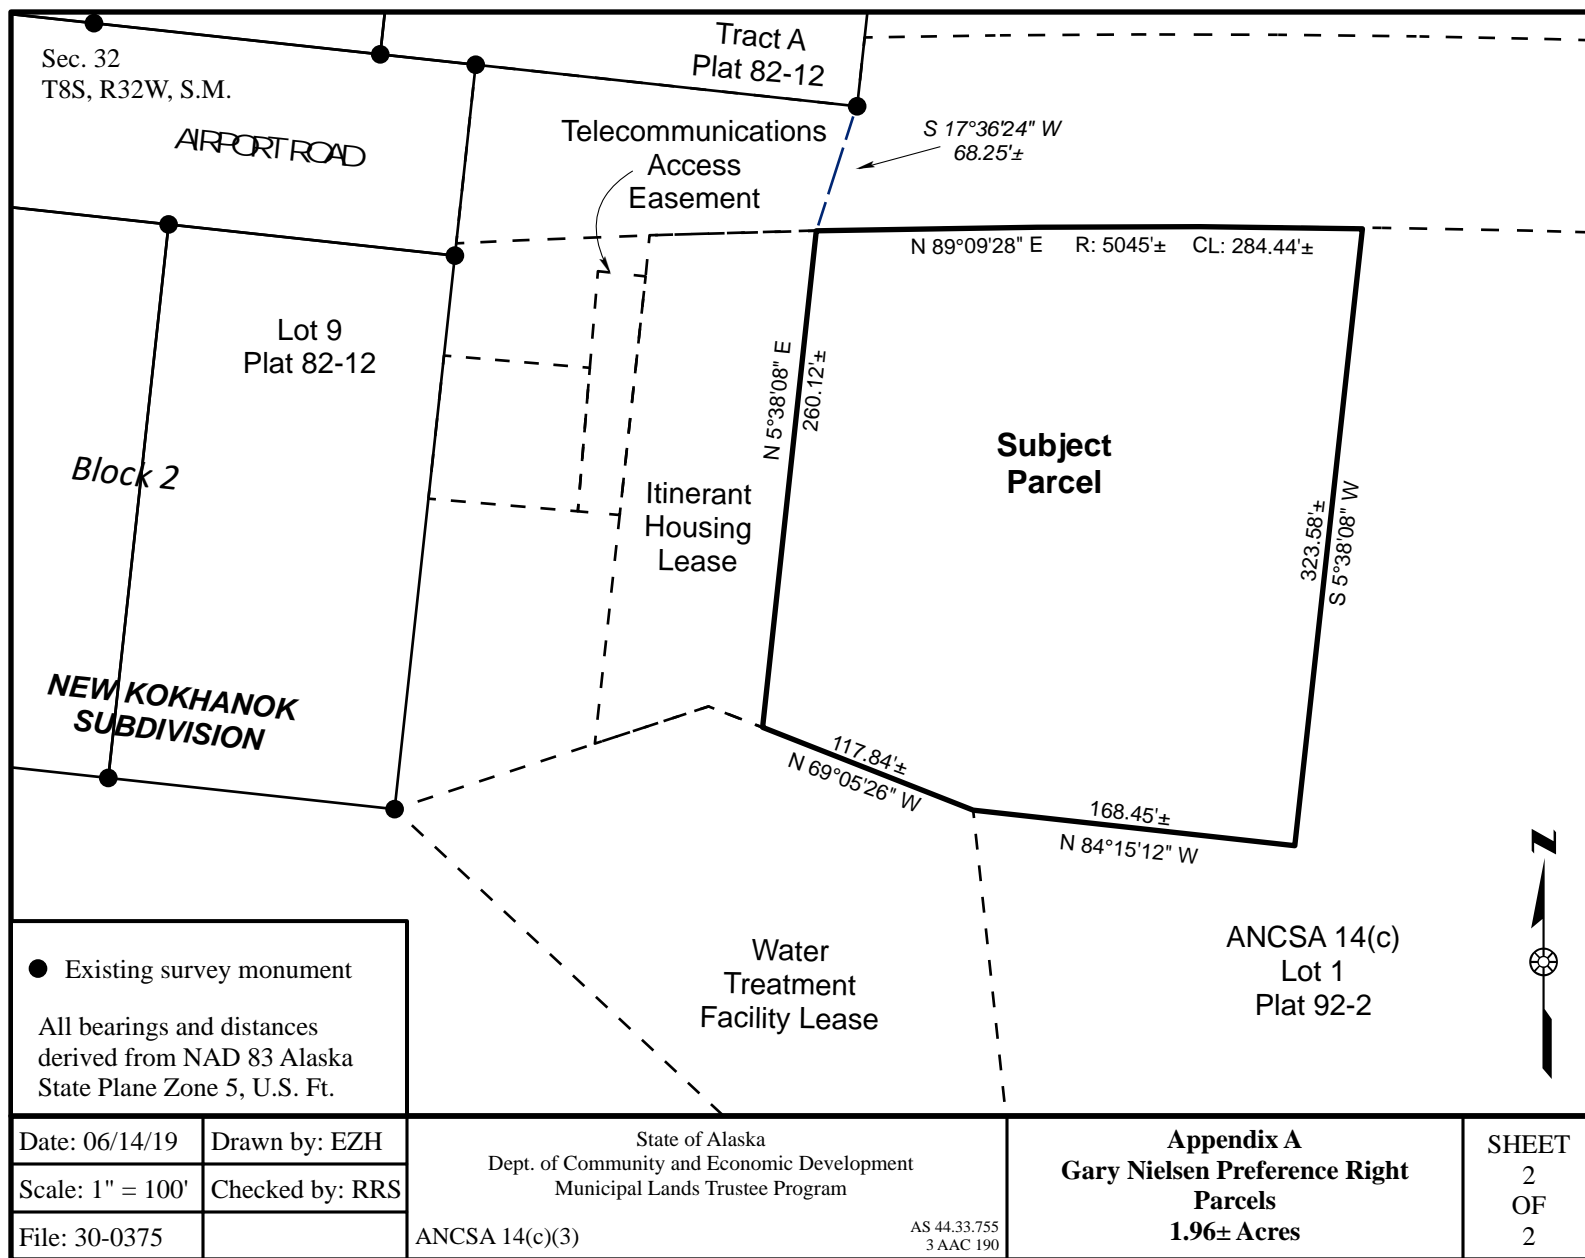 Tract A
Plat 82-12
Sec. 32
T8S, R32W, S.M.
AIRPORT ROAD
Telecommunications
Access
Easement
S 17°36'24" W
68.25'±
N 89°09'28" E R: 5045'± CL: 284.44'±
Lot 9
Plat 82-12
N 5°38'08" E
260.12'±
Subject
Parcel
Block 2
Itinerant
Housing
Lease
323.58'±
S 5°38'08" W
NEW KOKHANOK
SUBDIVISION
117.84'±
N 69°05'26" W
168.45'±
N 84°15'12" W
N
Water
Treatment
Facility Lease
ANCSA 14(c)
Lot 1
Plat 92-2
Existing survey monument
All bearings and distances
derived from NAD 83 Alaska
State Plane Zone 5, U.S. Ft.
Date: 06/14/19
Drawn by: EZH
Scale: 1" = 100'
Checked by: RRS
File: 30-0375
State of Alaska
Dept. of Community and Economic Development
Municipal Lands Trustee Program
ANCSA 14(c)(3)
AS 44.33.755
3 AAC 190
Appendix A
Gary Nielsen Preference Right
Parcels
1.96± Acres
SHEET
2
OF
2